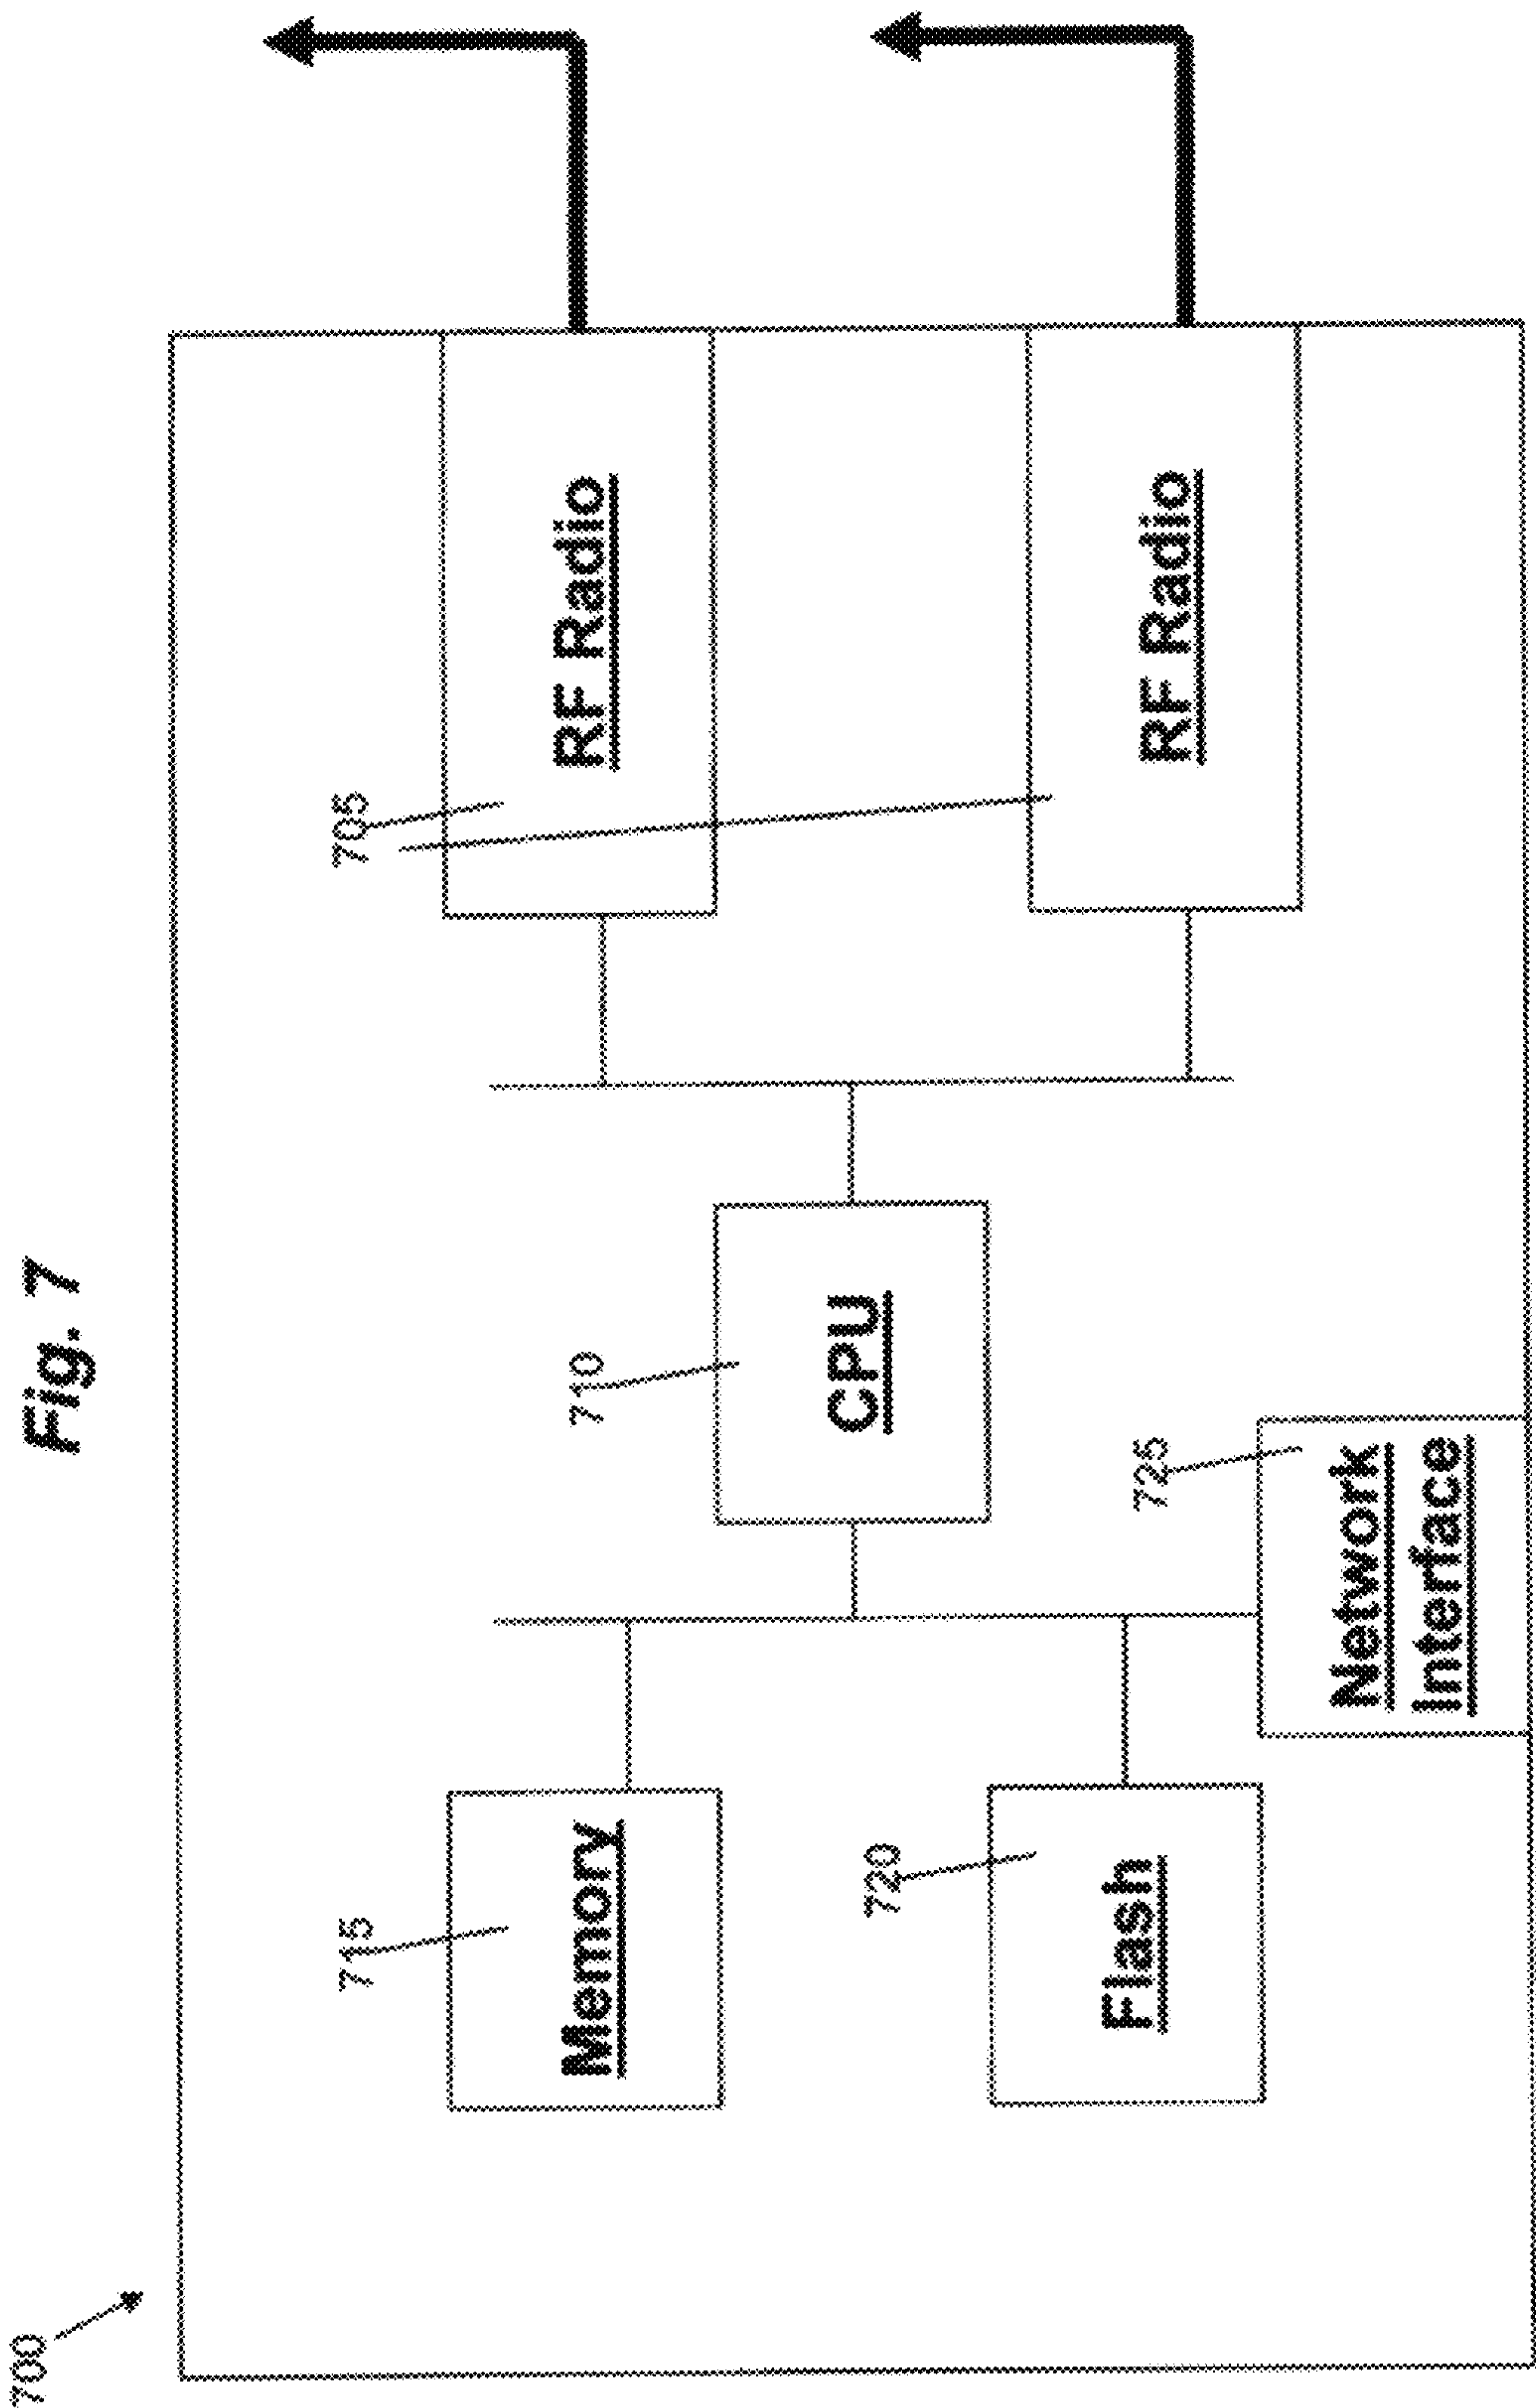 Fig. 7
700
715
Memory
720
Flash
710
CPU
725
Network
Interface
705
RF Radio
RF Radio